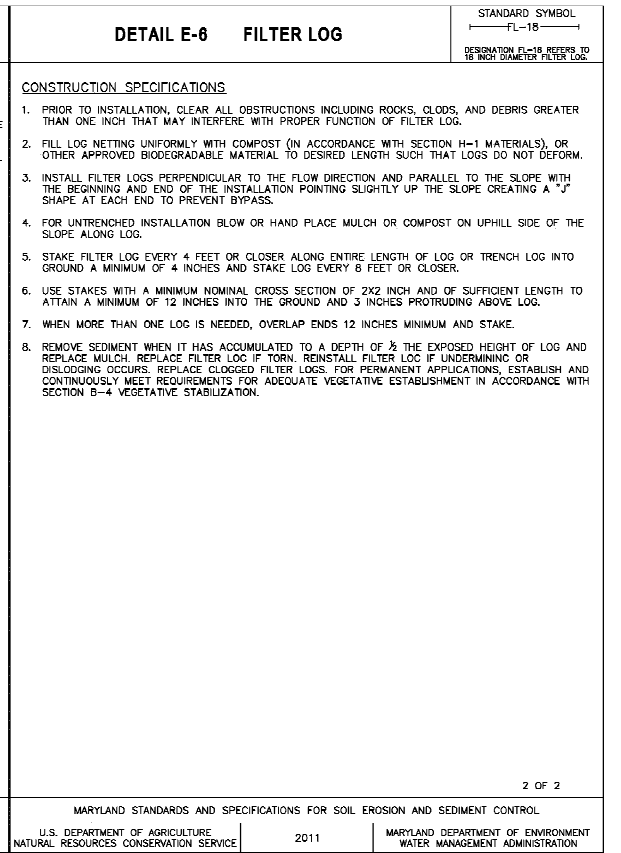 DETAIL E-6 FILTER LOG
STANDARD SYMBOL
FL-18
DESIGNATION FL-18 REFERS TO
18 INCH DIAMETER FILTER LOG.
CONSTRUCTION SPECIFICATIONS
1. PRIOR TO INSTALLATION, CLEAR ALL OBSTRUCTIONS INCLUDING ROCKS, CLODS, AND DEBRIS GREATER
THAN ONE INCH THAT MAY INTERFERE WITH PROPER FUNCTION OF FILTER LOG.
2. FILL LOG NETTING UNIFORMLY WITH COMPOST (IN ACCORDANCE WITH SECTION H-1 MATERIALS), OR
OTHER APPROVED BIODEGRADABLE MATERIAL TO DESIRED LENGTH SUCH THAT LOGS DO NOT DEFORM.
3. INSTALL FILTER LOGS PERPENDICULAR TO THE FLOW DIRECTION AND PARALLEL TO THE SLOPE WITH
THE BEGINNING AND END OF THE INSTALLATION POINTING SLIGHTLY UP THE SLOPE CREATING A "J"
SHAPE AT EACH END TO PREVENT BYPASS.
4. FOR UNTRENCHED INSTALLATION BLOW OR HAND PLACE MULCH OR COMPOST ON UPHILL SIDE OF THE
SLOPE ALONG LOG.
5. STAKE FILTER LOG EVERY 4 FEET OR CLOSER ALONG ENTIRE LENGTH OF LOG OR TRENCH LOG INTO
GROUND A MINIMUM OF 4 INCHES AND STAKE LOG EVERY 8 FEET OR CLOSER.
6. USE STAKES WITH A MINIMUM NOMINAL CROSS SECTION OF 2X2 INCH AND OF SUFFICIENT LENGTH TO
ATTAIN A MINIMUM OF 12 INCHES INTO THE GROUND AND 3 INCHES PROTRUDING ABOVE LOG.
7. WHEN MORE THAN ONE LOG IS NEEDED, OVERLAP ENDS 12 INCHES MINIMUM AND STAKE.
8. REMOVE SEDIMENT WHEN IT HAS ACCUMULATED TO A DEPTH OF ½ THE EXPOSED HEIGHT OF LOG AND
REPLACE MULCH. REPLACE FILTER LOG IF TORN. REINSTALL FILTER LOG IF UNDERMINING OR
DISLODGING OCCURS. REPLACE CLOGGED FILTER LOGS. FOR PERMANENT APPLICATIONS, ESTABLISH AND
CONTINUOUSLY MEET REQUIREMENTS FOR ADEQUATE VEGETATIVE ESTABLISHMENT IN ACCORDANCE WITH
SECTION B-4 VEGETATIVE STABILIZATION.
2 OF 2
MARYLAND STANDARDS AND SPECIFICATIONS FOR SOIL EROSION AND SEDIMENT CONTROL
U.S. DEPARTMENT OF AGRICULTURE
NATURAL RESOURCES CONSERVATION SERVICE
2011
MARYLAND DEPARTMENT OF ENVIRONMENT
WATER MANAGEMENT ADMINISTRATION